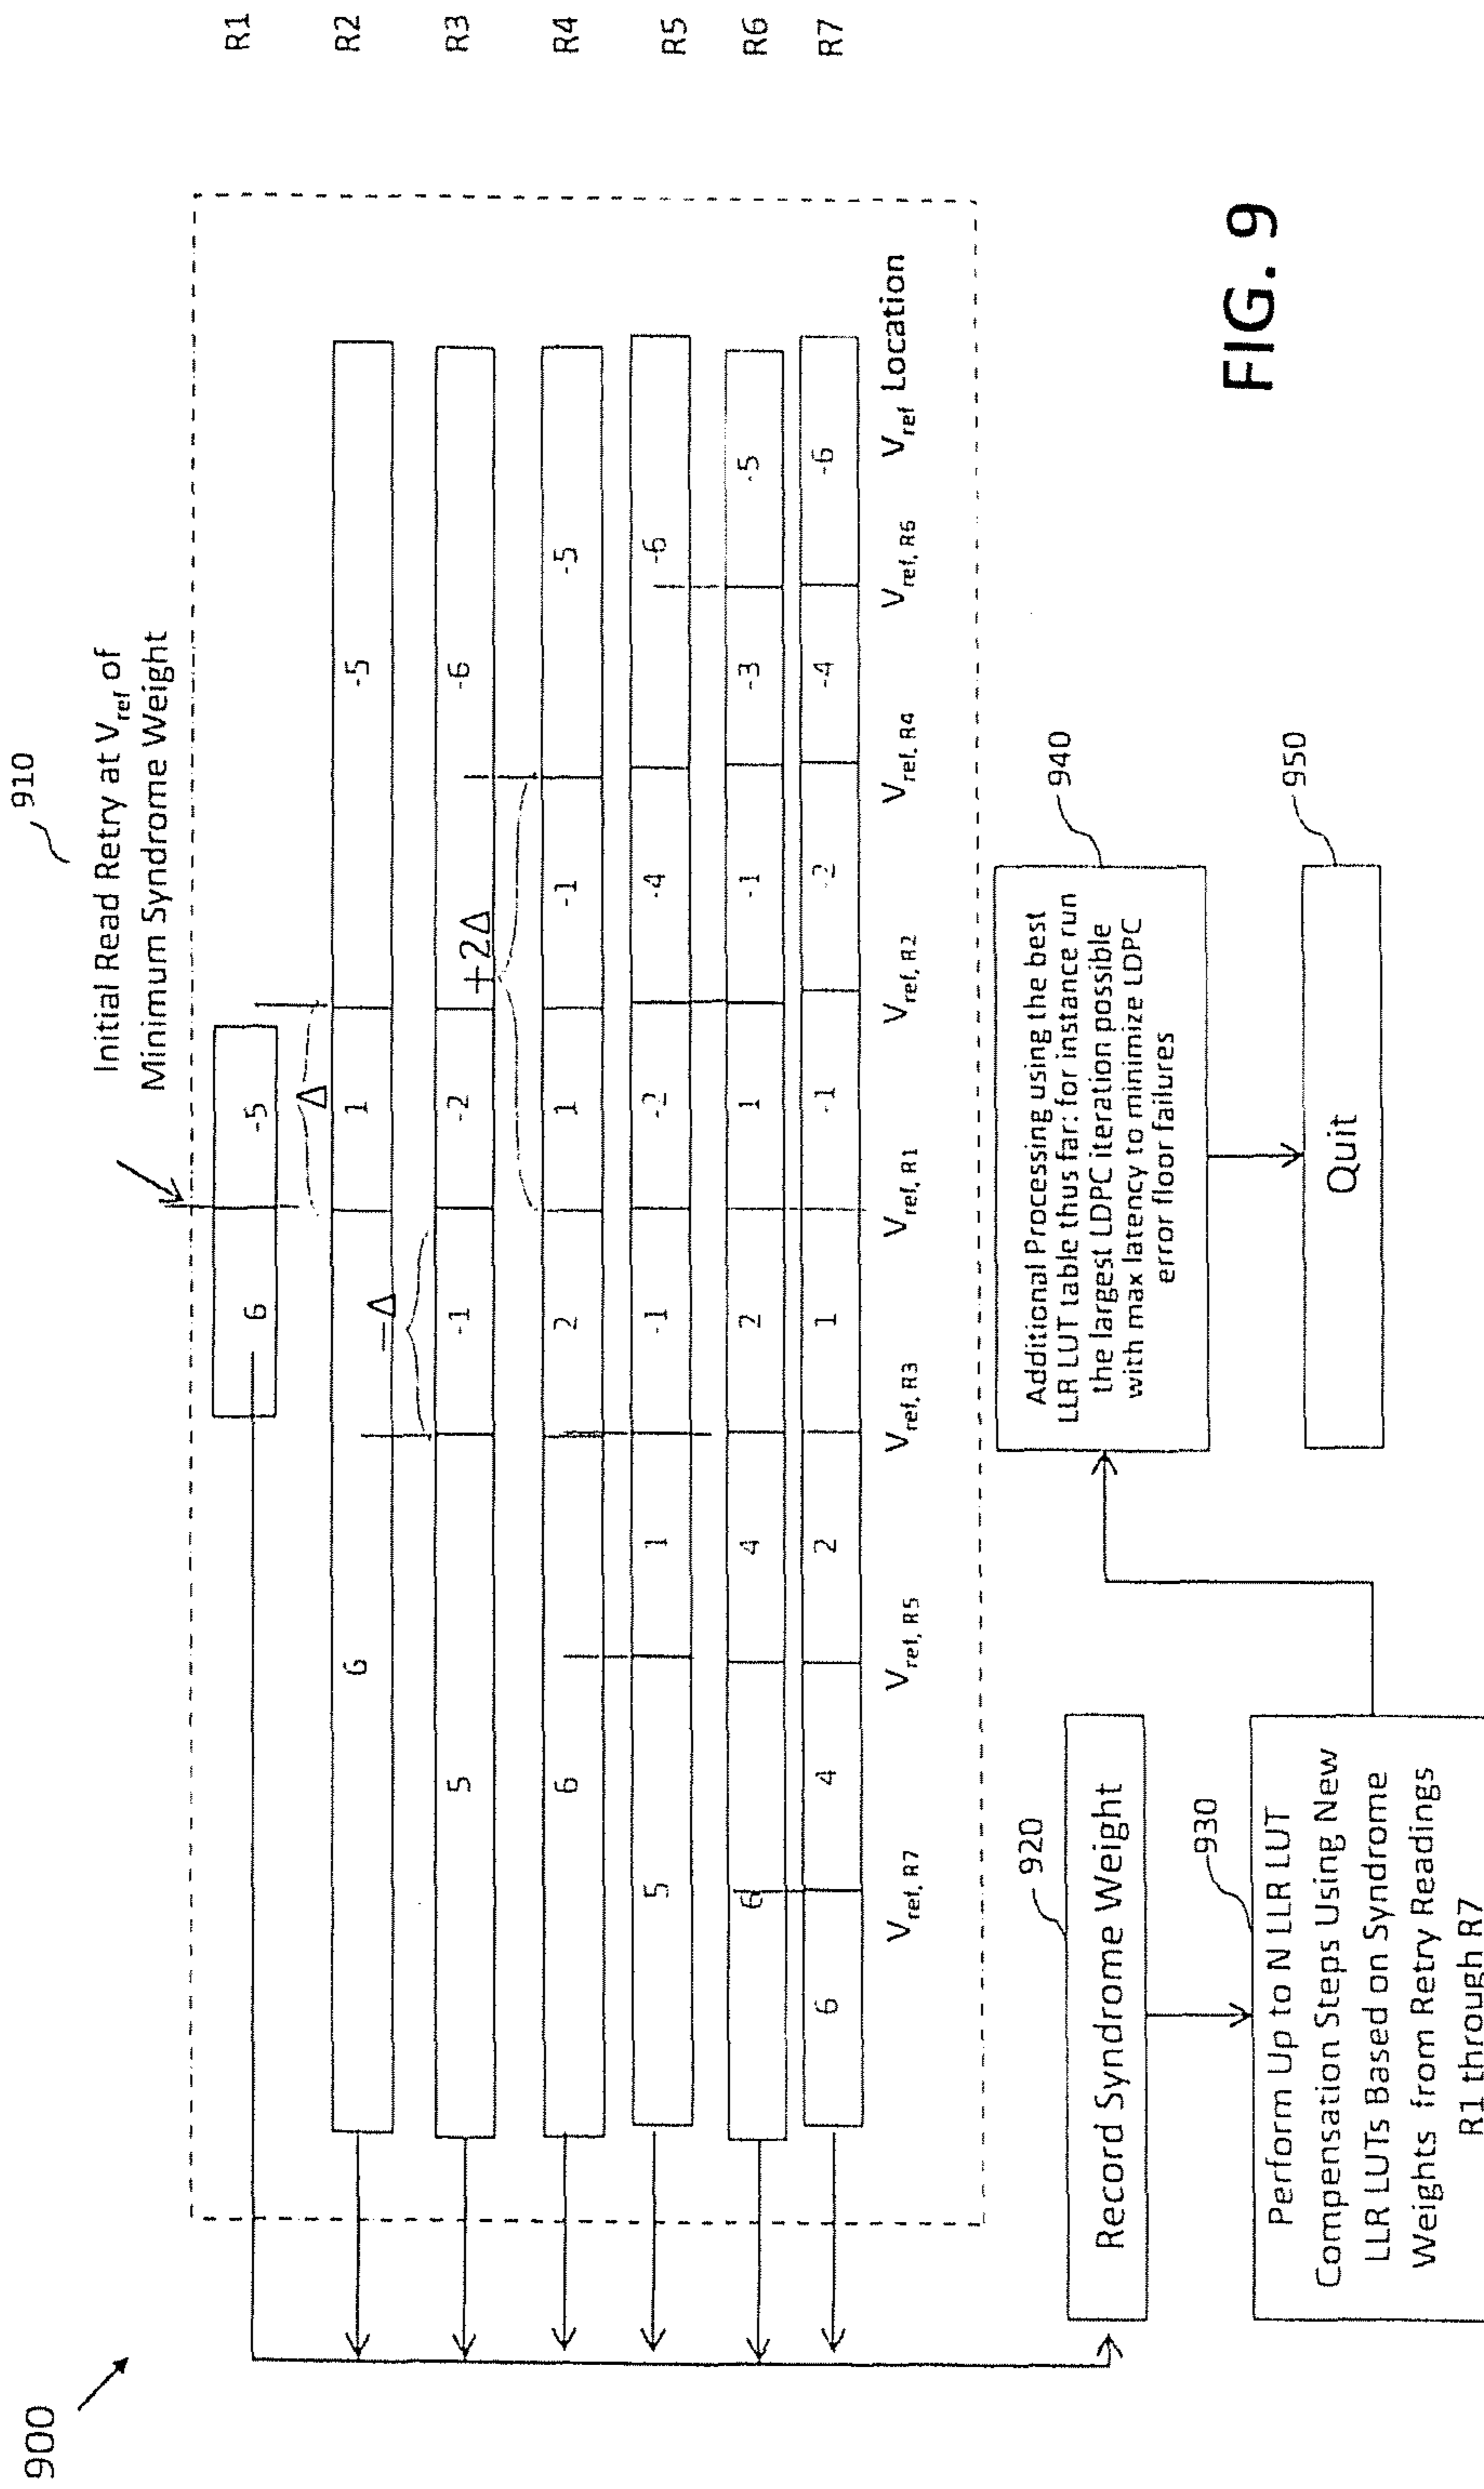 900
910
Initial Read Retry at Vref of
Minimum Syndrome Weight
6 -5 R1
Δ
6 1 -5 R2
-Δ
5 -1 -2 -6 R3
+2Δ
6 2 1 -1 -5 R4
5 1 -1 -2 -4 -6 R5
6 4 2 1 -1 -3 -5 R6
6 4 2 1 -1 -2 -4 -6 R7
Vref, R7 Vref, R5 Vref, R3 Vref, R1 Vref, R2 Vref, R4 Vref, R6 Vref Location
920
Record Syndrome Weight
930
Perform Up to N LLR LUT
Compensation Steps Using New
LLR LUTs Based on Syndrome
Weights from Retry Readings
R1 through R7
940
Additional Processing using the best
LLR LUT table thus far: for instance run
the largest LDPC iteration possible
with max latency to minimize LDPC
error floor failures
950
Quit
FIG. 9